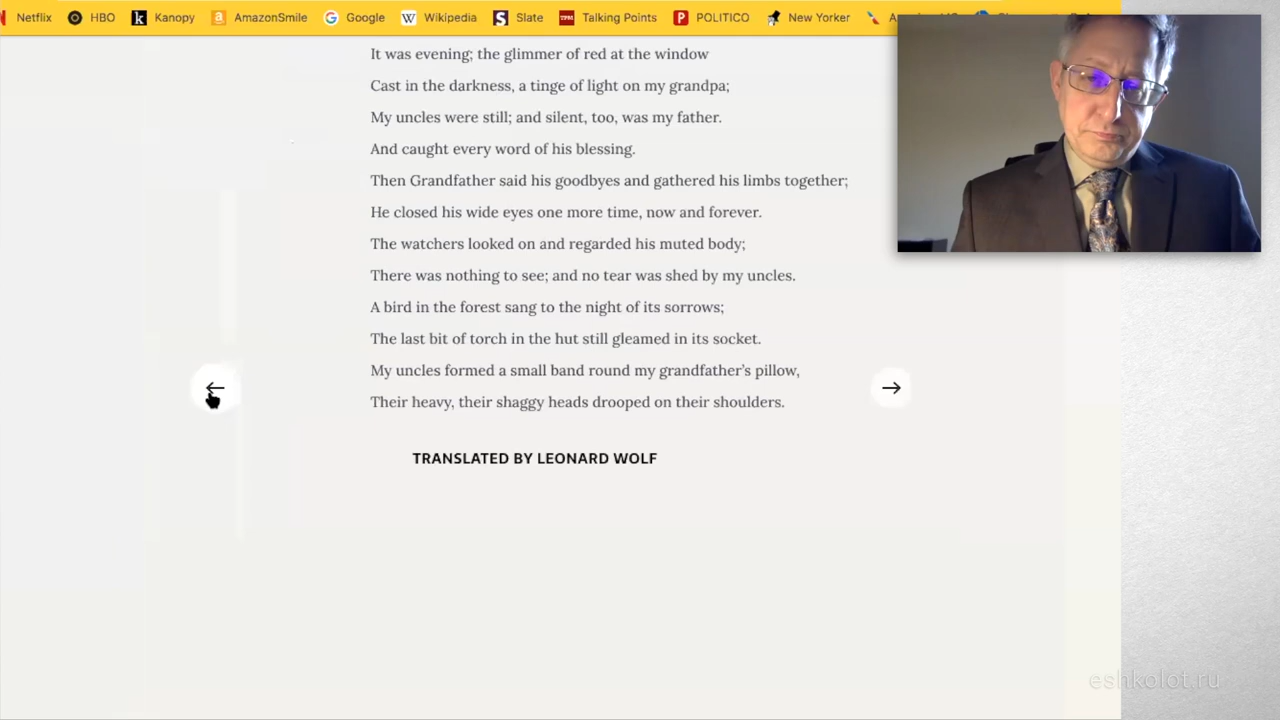 Netflix HBO Kanopy AmazonSmile Google Wikipedia Slate Talking Points POLITICO New Yorker
It was evening; the glimmer of red at the window
Cast in the darkness, a tinge of light on my grandpa;
My uncles were still; and silent, too, was my father.
And caught every word of his blessing.
Then Grandfather said his goodbyes and gathered his limbs together;
He closed his wide eyes one more time, now and forever.
The watchers looked on and regarded his muted body;
There was nothing to see; and no tear was shed by my uncles.
A bird in the forest sang to the night of its sorrows;
The last bit of torch in the hut still gleamed in its socket.
My uncles formed a small band round my grandfather’s pillow,
Their heavy, their shaggy heads drooped on their shoulders.
TRANSLATED BY LEONARD WOLF
eshkolot.ru